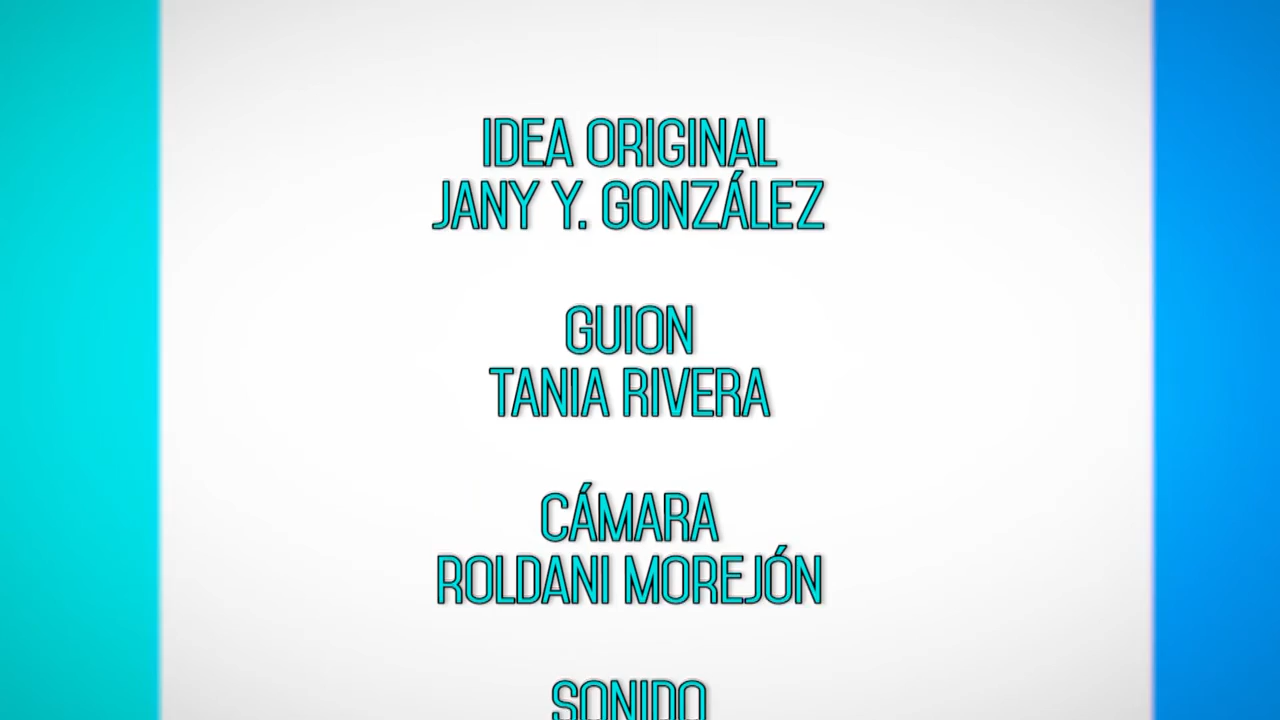 IDEA ORIGINAL
JANY Y. GONZÁLEZ
GUION
TANIA RIVERA
CÁMARA
ROLDANI MOREJÓN
SONIDO